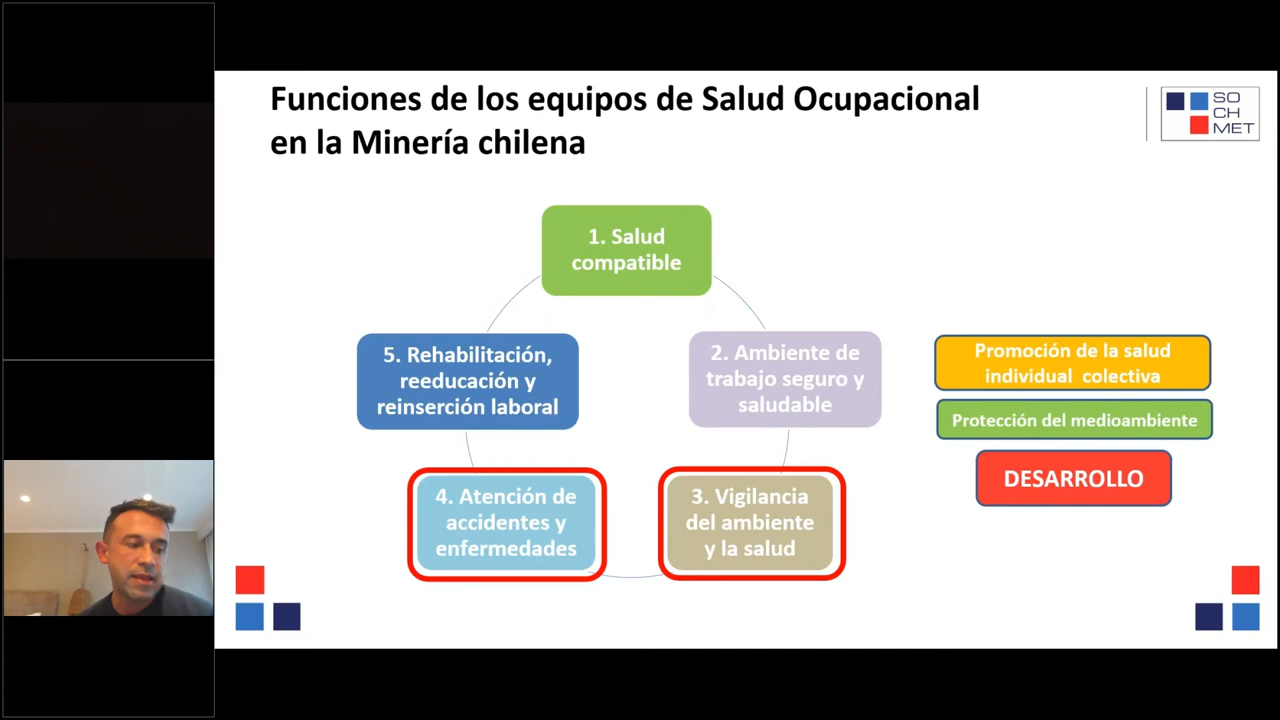 Funciones de los equipos de Salud Ocupacional
en la Minería chilena
SO
CH
MET
1. Salud
compatible
5. Rehabilitación,
reeducación y
reinserción laboral
2. Ambiente de
trabajo seguro y
saludable
4. Atención de
accidentes y
enfermedades
3. Vigilancia
del ambiente
y la salud
Promoción de la salud
individual colectiva
Protección del medioambiente
DESARROLLO